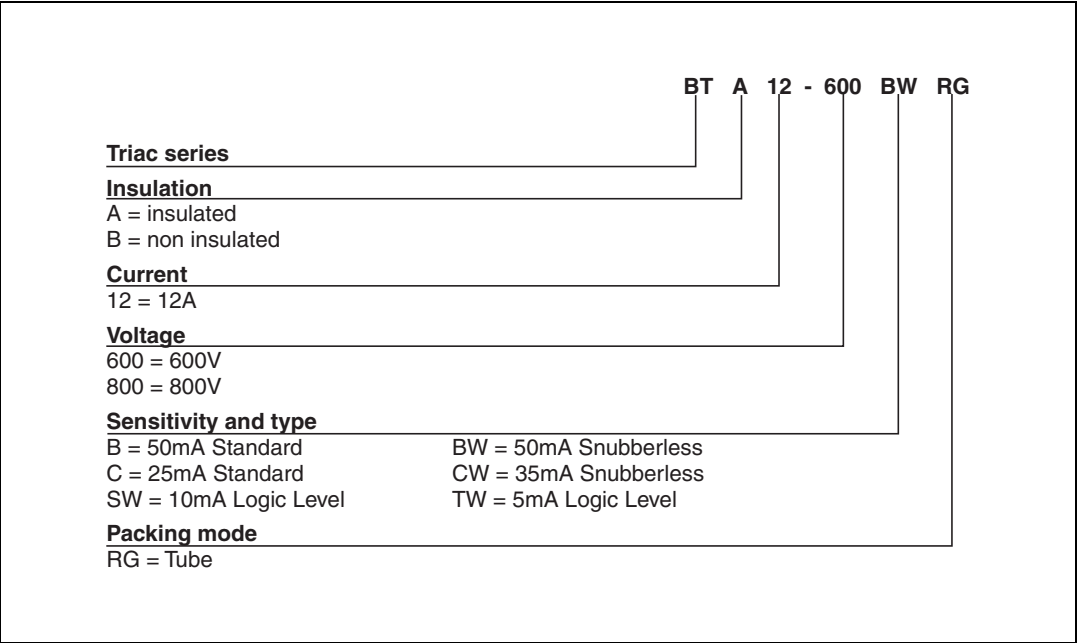 BT A 12 - 600 BW RG
Triac series
Insulation
A = insulated
B = non insulated
Current
12 = 12A
Voltage
600 = 600V
800 = 800V
Sensitivity and type
B = 50mA Standard BW = 50mA Snubberless
C = 25mA Standard CW = 35mA Snubberless
SW = 10mA Logic Level TW = 5mA Logic Level
Packing mode
RG = Tube